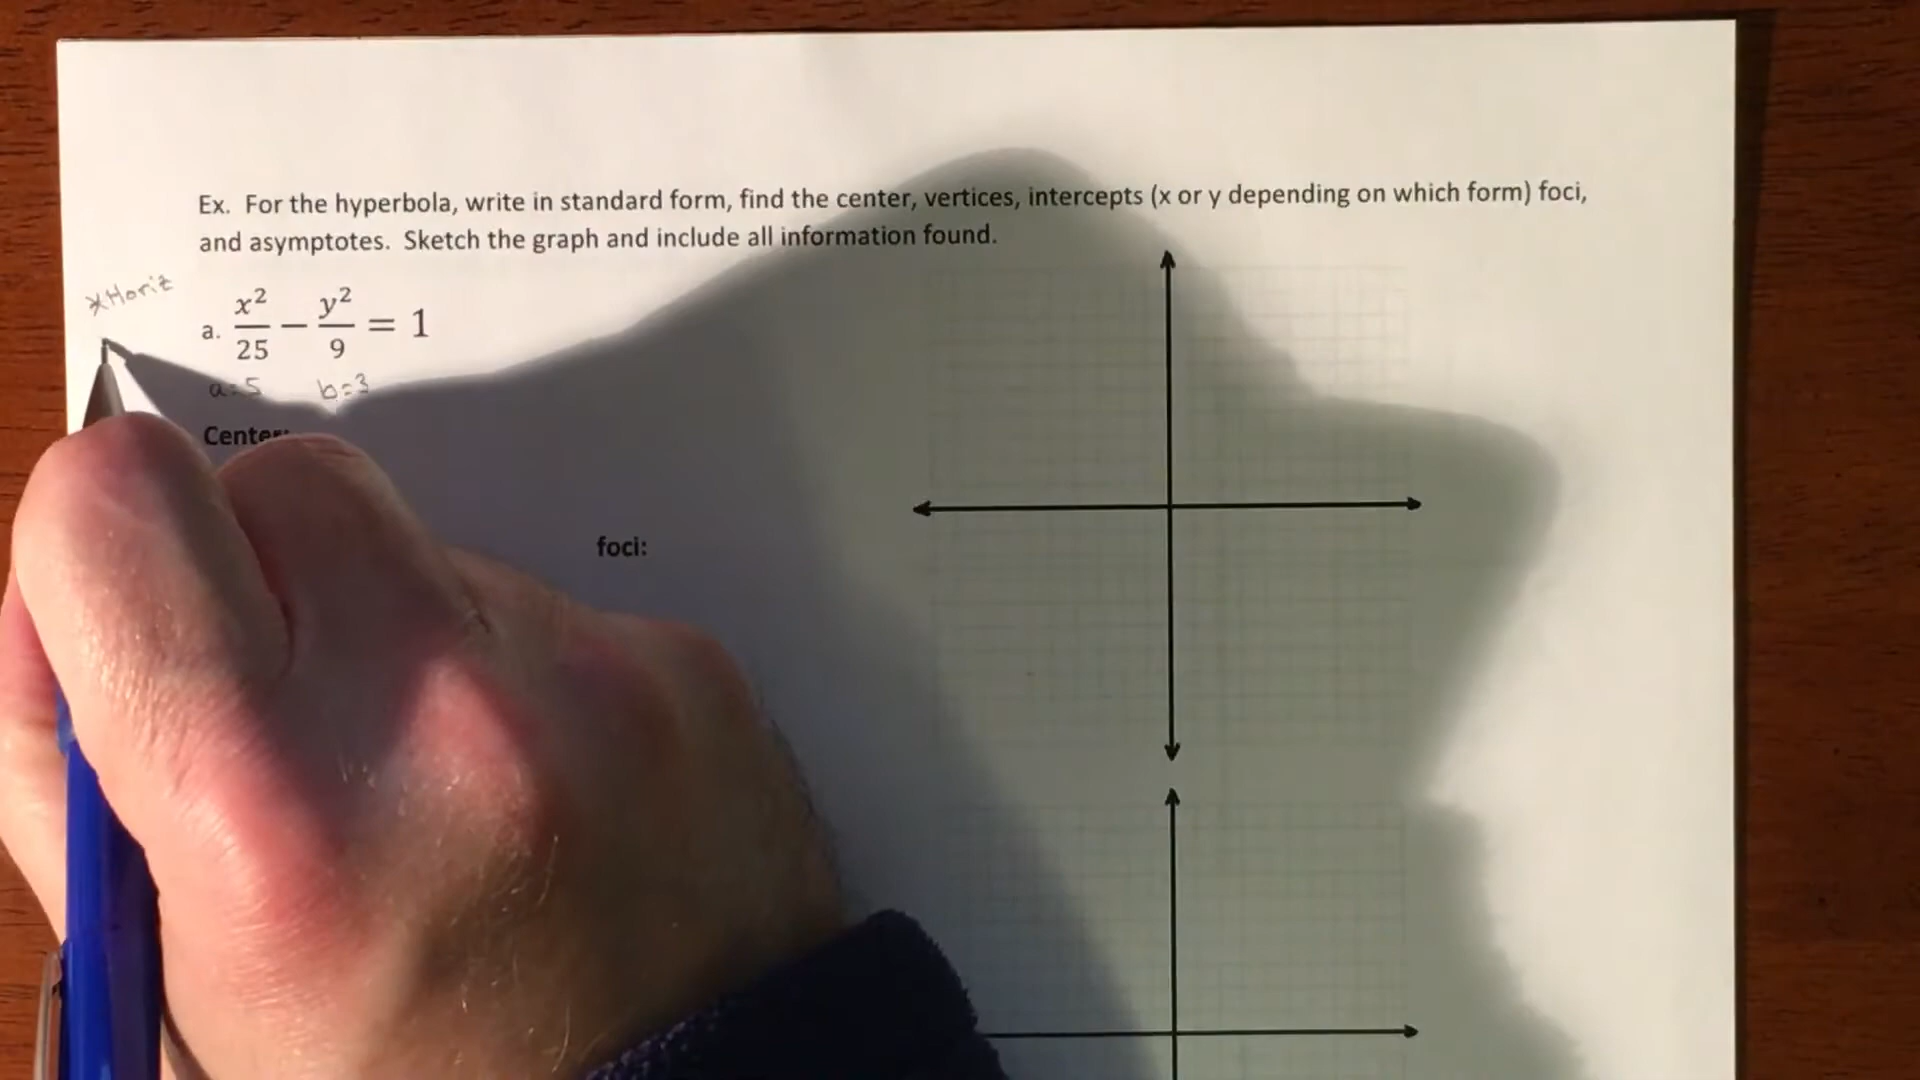 Ex. For the hyperbola, write in standard form, find the center, vertices, intercepts (x or y depending on which form) foci,
and asymptotes. Sketch the graph and include all information found.
*Horiz
a. x²/25 − y²/9 = 1
a=5 b=3
Center:
foci: